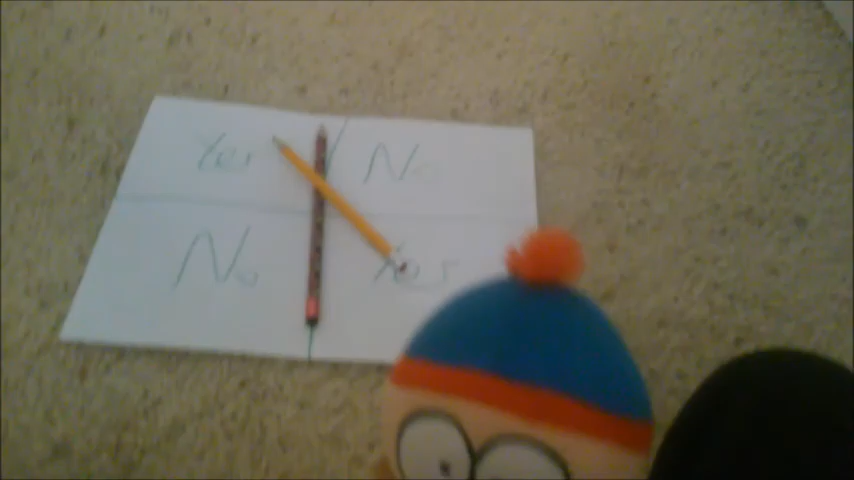 Yes No
No Yes